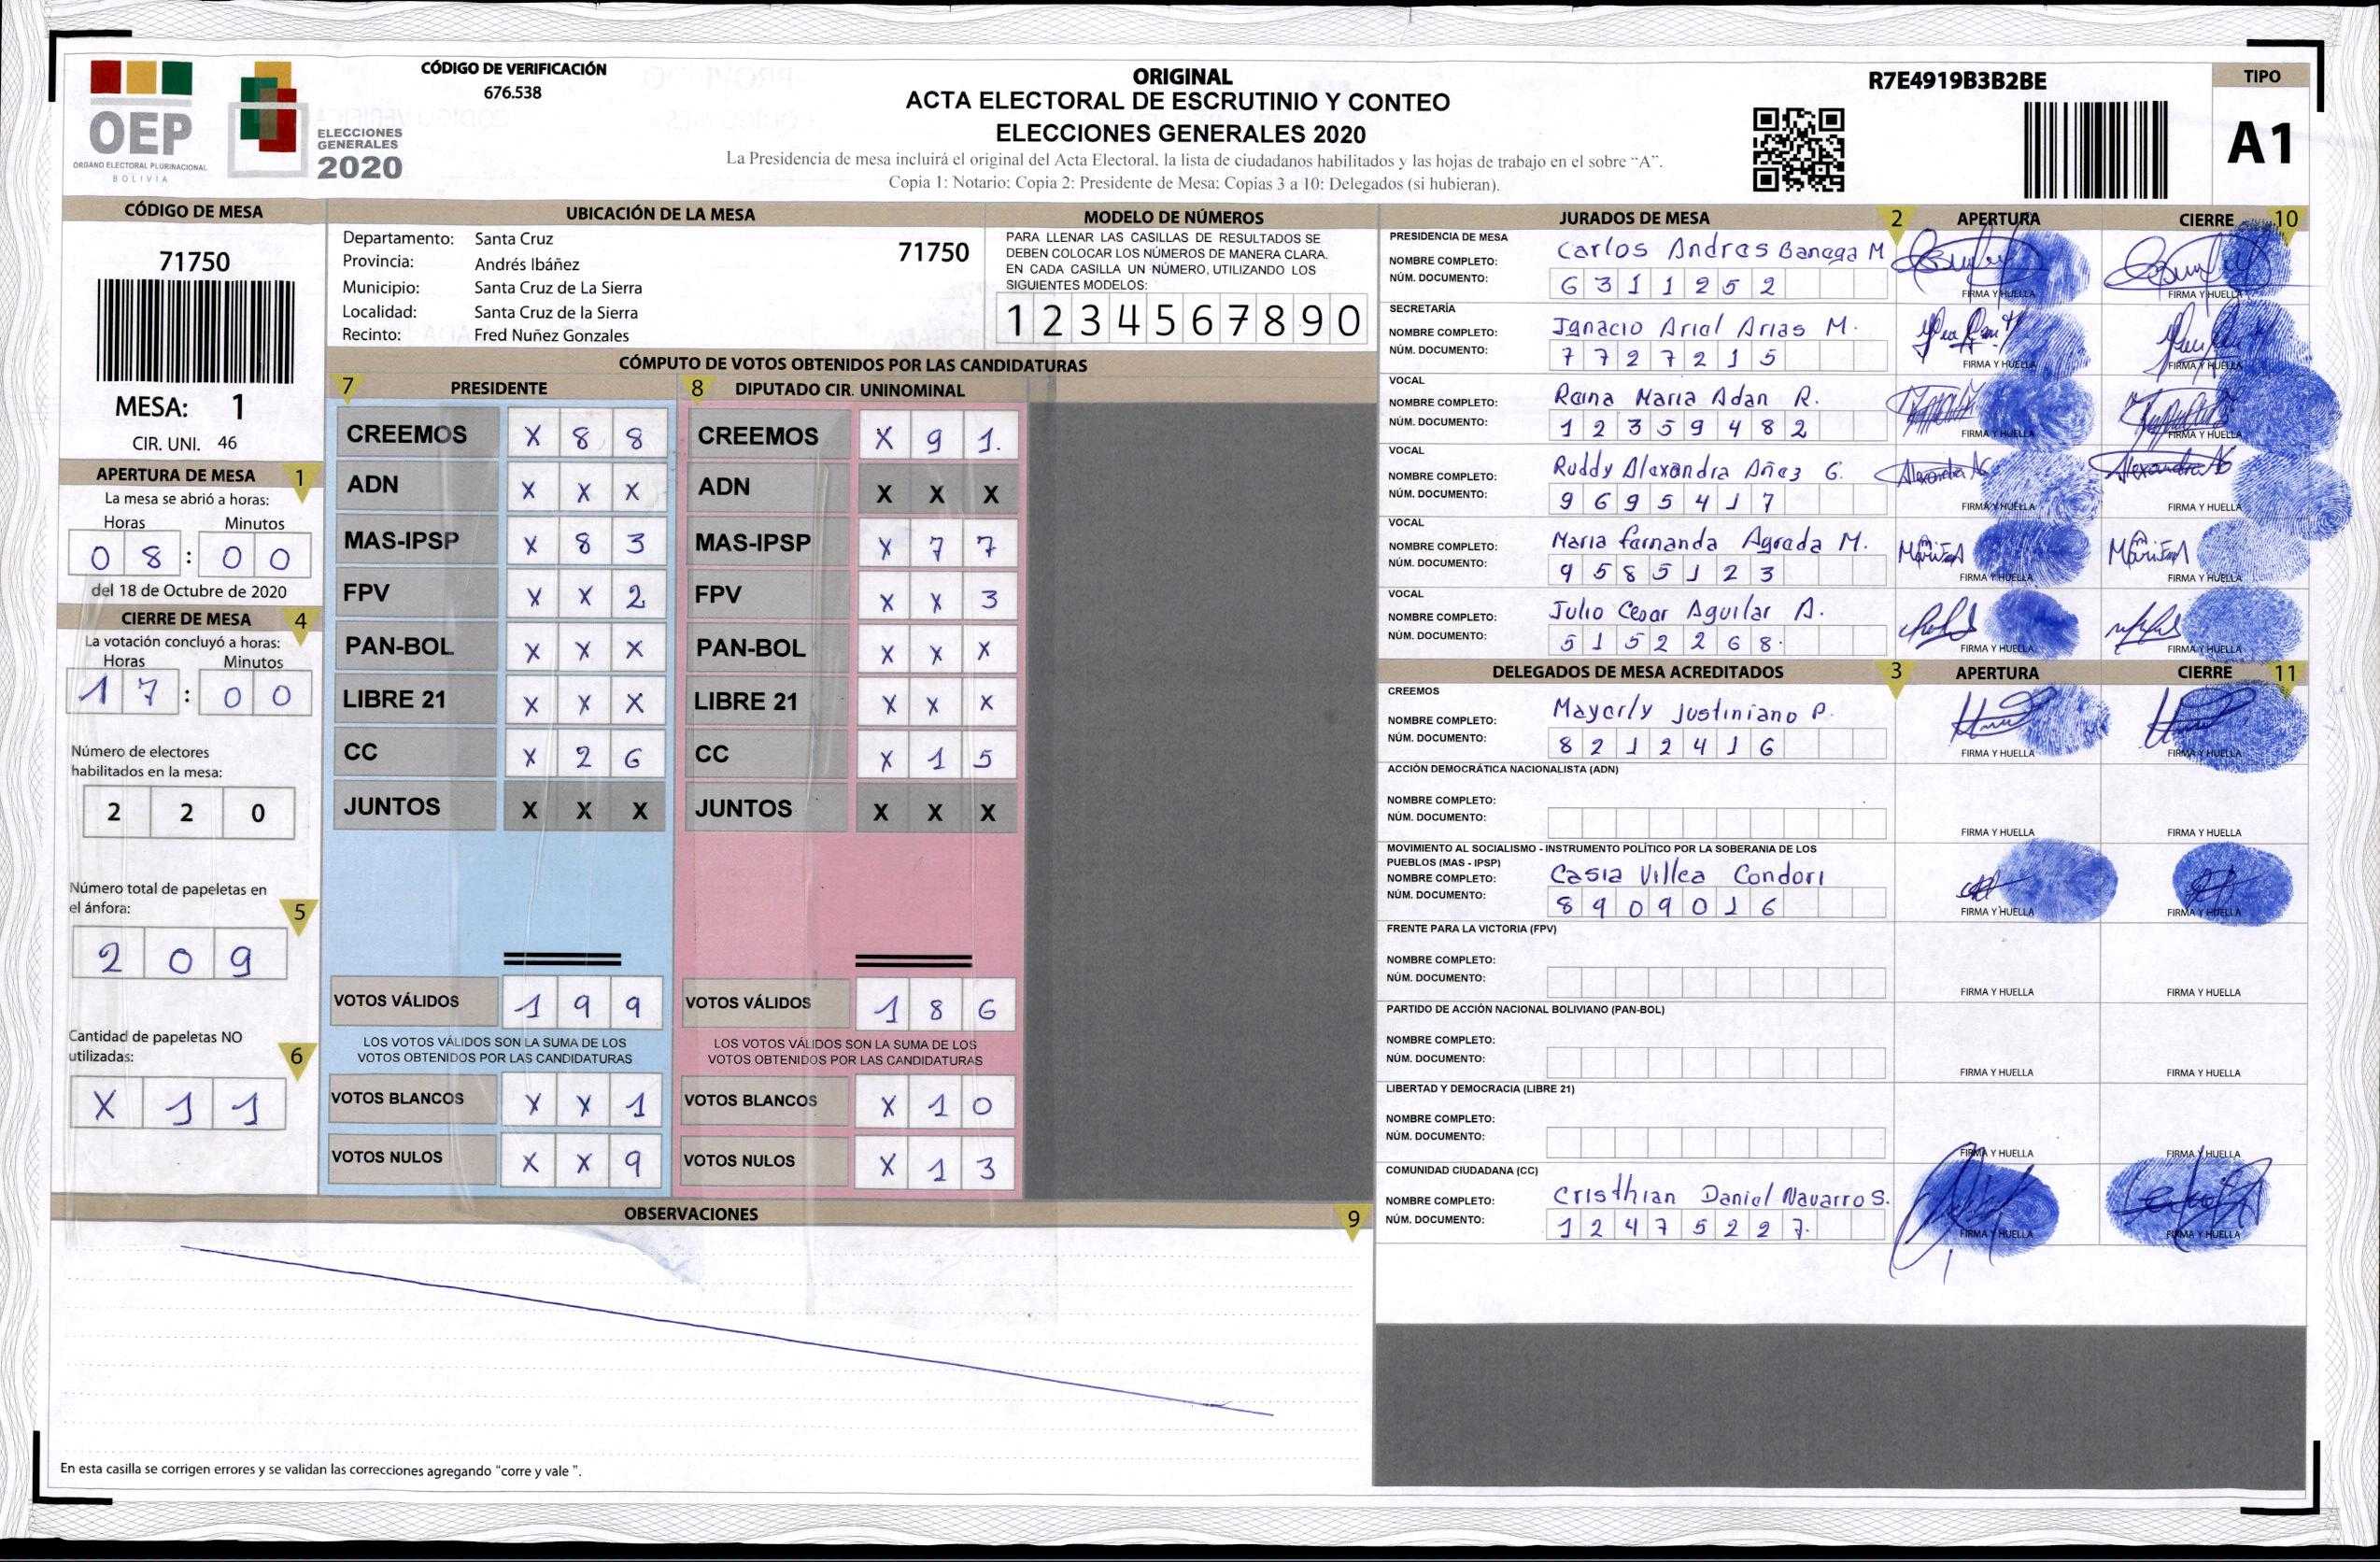 OEP
ORGANO ELECTORAL PLURINACIONAL
BOLIVIA
ELECCIONES
GENERALES
2020
CÓDIGO DE VERIFICACIÓN
676.538
ORIGINAL
ACTA ELECTORAL DE ESCRUTINIO Y CONTEO
ELECCIONES GENERALES 2020
La Presidencia de mesa incluirá el original del Acta Electoral. la lista de ciudadanos habilitados y las hojas de trabajo en el sobre “A”.
Copia 1: Notario: Copia 2: Presidente de Mesa: Copias 3 a 10: Delegados (si hubieran).
R7E4919B3B2BE
TIPO
A1
CÓDIGO DE MESA
71750
MESA: 1
CIR. UNI. 46
APERTURA DE MESA 1
La mesa se abrió a horas:
Horas Minutos
0 8 : 0 0
del 18 de Octubre de 2020
CIERRE DE MESA 4
La votación concluyó a horas:
Horas Minutos
1 7 : 0 0
Número de electores
habilitados en la mesa:
2 2 0
Número total de papeletas en
el ánfora: 5
2 0 9
Cantidad de papeletas NO
utilizadas: 6
X 1 1
UBICACIÓN DE LA MESA
Departamento: Santa Cruz 71750
Provincia: Andrés Ibáñez
Municipio: Santa Cruz de La Sierra
Localidad: Santa Cruz de la Sierra
Recinto: Fred Nuñez Gonzales
MODELO DE NÚMEROS
PARA LLENAR LAS CASILLAS DE RESULTADOS SE
DEBEN COLOCAR LOS NÚMEROS DE MANERA CLARA.
EN CADA CASILLA UN NÚMERO, UTILIZANDO LOS
SIGUIENTES MODELOS:
1 2 3 4 5 6 7 8 9 0
CÓMPUTO DE VOTOS OBTENIDOS POR LAS CANDIDATURAS
7 PRESIDENTE
CREEMOS X 8 8
ADN X X X
MAS-IPSP X 8 3
FPV X X 2
PAN-BOL X X X
LIBRE 21 X X X
CC X 2 6
JUNTOS X X X
VOTOS VÁLIDOS 1 9 9
LOS VOTOS VÁLIDOS SON LA SUMA DE LOS
VOTOS OBTENIDOS POR LAS CANDIDATURAS
VOTOS BLANCOS X X 1
VOTOS NULOS X X 9
8 DIPUTADO CIR. UNINOMINAL
CREEMOS X 9 1.
ADN X X X
MAS-IPSP X 7 7
FPV X X 3
PAN-BOL X X X
LIBRE 21 X X X
CC X 1 5
JUNTOS X X X
VOTOS VÁLIDOS 1 8 6
LOS VOTOS VÁLIDOS SON LA SUMA DE LOS
VOTOS OBTENIDOS POR LAS CANDIDATURAS
VOTOS BLANCOS X 1 0
VOTOS NULOS X 1 3
OBSERVACIONES 9
En esta casilla se corrigen errores y se validan las correcciones agregando “corre y vale ”.
JURADOS DE MESA 2 APERTURA CIERRE 10
PRESIDENCIA DE MESA
NOMBRE COMPLETO: Carlos Andres Banega M
NÚM. DOCUMENTO: 6 3 1 1 2 5 2
FIRMA Y HUELLA FIRMA Y HUELLA
SECRETARÍA
NOMBRE COMPLETO: Ignacio Ariel Arias M.
NÚM. DOCUMENTO: 7 7 2 7 2 1 5
FIRMA Y HUELLA FIRMA Y HUELLA
VOCAL
NOMBRE COMPLETO: Reina Maria Adan R.
NÚM. DOCUMENTO: 1 2 3 5 9 4 8 2
FIRMA Y HUELLA FIRMA Y HUELLA
VOCAL
NOMBRE COMPLETO: Ruddy Alexandra Añez G.
NÚM. DOCUMENTO: 9 6 9 5 4 1 7
FIRMA Y HUELLA FIRMA Y HUELLA
VOCAL
NOMBRE COMPLETO: Maria fernanda Agreda M.
NÚM. DOCUMENTO: 9 5 8 5 1 2 3
FIRMA Y HUELLA FIRMA Y HUELLA
VOCAL
NOMBRE COMPLETO: Julio Cesar Aguilar A.
NÚM. DOCUMENTO: 5 1 5 2 2 6 8.
FIRMA Y HUELLA FIRMA Y HUELLA
DELEGADOS DE MESA ACREDITADOS 3 APERTURA CIERRE 11
CREEMOS
NOMBRE COMPLETO: Mayerly Justiniano P.
NÚM. DOCUMENTO: 8 2 1 2 4 1 6
FIRMA Y HUELLA FIRMA Y HUELLA
ACCIÓN DEMOCRÁTICA NACIONALISTA (ADN)
NOMBRE COMPLETO:
NÚM. DOCUMENTO:
FIRMA Y HUELLA FIRMA Y HUELLA
MOVIMIENTO AL SOCIALISMO - INSTRUMENTO POLÍTICO POR LA SOBERANIA DE LOS
PUEBLOS (MAS - IPSP)
NOMBRE COMPLETO: Casia Villca Condori
NÚM. DOCUMENTO: 8 9 0 9 0 1 6
FIRMA Y HUELLA FIRMA Y HUELLA
FRENTE PARA LA VICTORIA (FPV)
NOMBRE COMPLETO:
NÚM. DOCUMENTO:
FIRMA Y HUELLA FIRMA Y HUELLA
PARTIDO DE ACCIÓN NACIONAL BOLIVIANO (PAN-BOL)
NOMBRE COMPLETO:
NÚM. DOCUMENTO:
FIRMA Y HUELLA FIRMA Y HUELLA
LIBERTAD Y DEMOCRACIA (LIBRE 21)
NOMBRE COMPLETO:
NÚM. DOCUMENTO:
FIRMA Y HUELLA FIRMA Y HUELLA
COMUNIDAD CIUDADANA (CC)
NOMBRE COMPLETO: Cristhian Daniel Navarro S.
NÚM. DOCUMENTO: 1 2 4 7 5 2 2 7.
FIRMA Y HUELLA FIRMA Y HUELLA